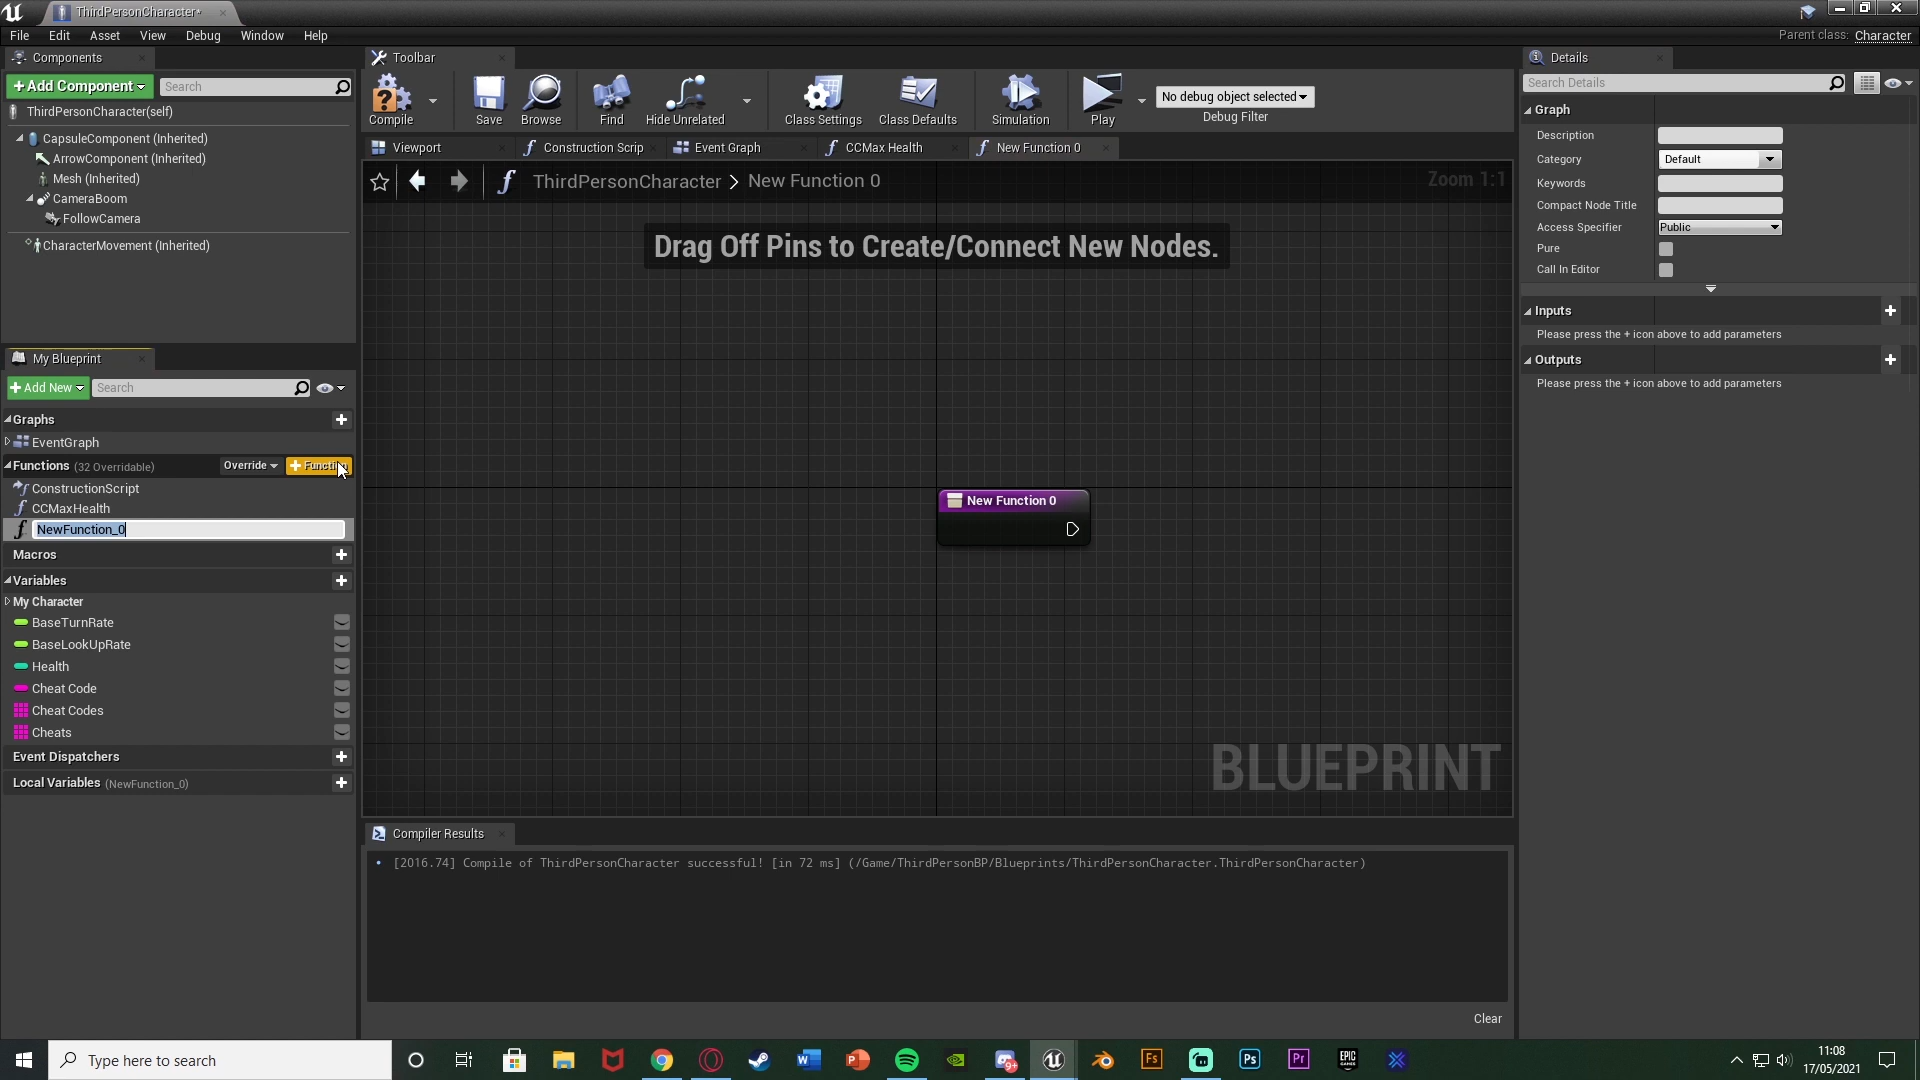 ThirdPersonCharacter*
File Edit Asset View Debug Window Help
Parent class: Character
Components
+ Add Component
Search
ThirdPersonCharacter(self)
CapsuleComponent (Inherited)
ArrowComponent (Inherited)
Mesh (Inherited)
CameraBoom
FollowCamera
CharacterMovement (Inherited)
Toolbar
Compile Save Browse Find Hide Unrelated Class Settings Class Defaults Simulation Play
No debug object selected
Debug Filter
Viewport Construction Scrip Event Graph CCMax Health New Function 0
ThirdPersonCharacter > New Function 0
Zoom 1:1
Drag Off Pins to Create/Connect New Nodes.
New Function 0
BLUEPRINT
My Blueprint
+ Add New
Search
Graphs
EventGraph
Functions (32 Overridable)
Override
+ Function
ConstructionScript
CCMaxHealth
NewFunction_0
Macros
Variables
My Character
BaseTurnRate
BaseLookUpRate
Health
Cheat Code
Cheat Codes
Cheats
Event Dispatchers
Local Variables (NewFunction_0)
Compiler Results
[2016.74] Compile of ThirdPersonCharacter successful! [in 72 ms] (/Game/ThirdPersonBP/Blueprints/ThirdPersonCharacter.ThirdPersonCharacter)
Clear
Details
Search Details
Graph
Description
Category Default
Keywords
Compact Node Title
Access Specifier Public
Pure
Call In Editor
Inputs
Please press the + icon above to add parameters
Outputs
Please press the + icon above to add parameters
Type here to search
11:08
17/05/2021